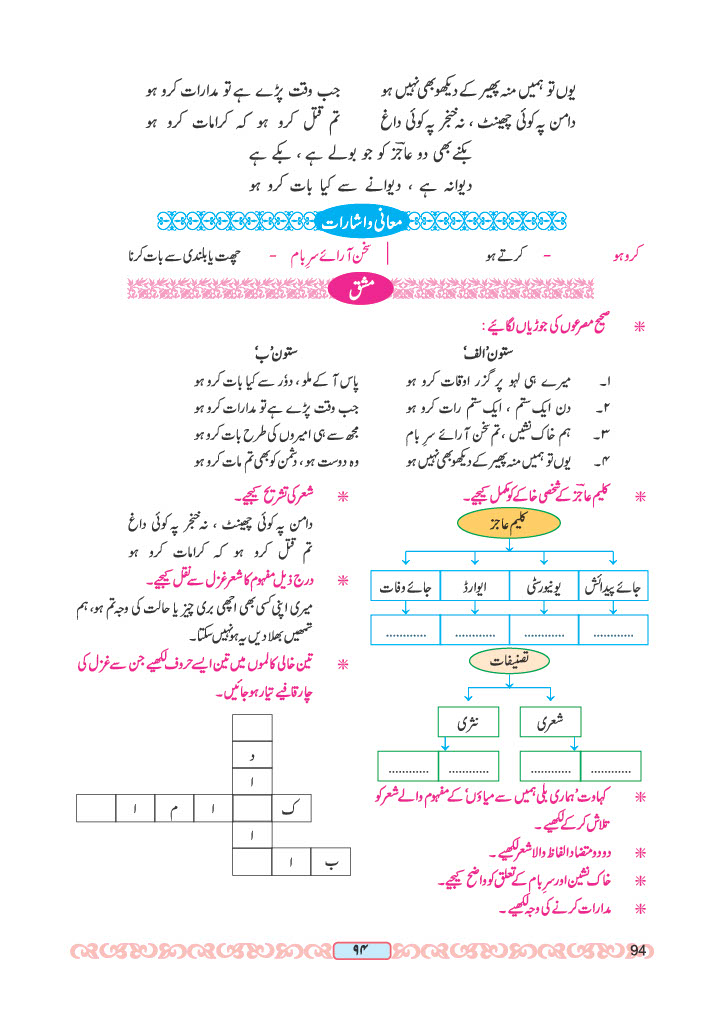 یوں تو ہمیں منہ پھیر کے دیکھو بھی نہیں ہو جب وقت پڑے ہے تو مدارات کرو ہو
دامن پہ کوئی چھینٹ ، نہ خنجر پہ کوئی داغ تم قتل کرو ہو کہ کرامات کرو ہو
بکنے بھی دو عاجزؔ کو جو بولے ہے ، بکے ہے
دیوانہ ہے ، دیوانے سے کیا بات کرو ہو
معانی و اشارات
کرو ہو - کرتے ہو | سخن آرائے سرِ بام - چھت یا بلندی سے بات کرنا
مشق
✳ صحیح مصرعوں کی جوڑیاں لگائیے :
ستون 'الف' ستون 'ب'
۱۔ میرے ہی لہو پر گزر اوقات کرو ہو پاس آ کے ملو ، دوٗر سے کیا بات کرو ہو
۲۔ دن ایک ستم ، ایک ستم رات کرو ہو جب وقت پڑے ہے تو مدارات کرو ہو
۳۔ ہم خاک نشیں ، تم سخن آرائے سرِ بام مجھ سے ہی امیروں کی طرح بات کرو ہو
۴۔ یوں تو ہمیں منہ پھیر کے دیکھو بھی نہیں ہو وہ دوست ہو ، دشمن کو بھی تم مات کرو ہو
✳ کلیم عاجزؔ کے شخصی خاکے کو مکمل کیجیے۔
کلیم عاجز
جائے پیدائش یونیورسٹی ایوارڈ جائے وفات
............ ............ ............ ............
تصنیفات
شعری نثری
............ ............ ............ ............
✳ کہاوت 'ہماری بلی ہمیں سے میاؤں' کے مفہوم والے شعر کو
تلاش کر کے لکھیے ۔
✳ دو دو متضاد الفاظ والا شعر لکھیے۔
✳ خاک نشین اور سرِ بام کے تعلق کو واضح کیجیے۔
✳ مدارات کرنے کی وجہ لکھیے ۔
✳ شعر کی تشریح کیجیے۔
دامن پہ کوئی چھینٹ ، نہ خنجر پہ کوئی داغ
تم قتل کرو ہو کہ کرامات کرو ہو
✳ درج ذیل مفہوم کا شعر غزل سے نقل کیجیے۔
میری اپنی کسی بھی اچھی بری چیز یا حالت کی وجہ تم ہو، ہم
تمھیں بھلا دیں یہ ہو نہیں سکتا۔
✳ تین خالی کالموں میں تین ایسے حروف لکھیے جن سے غزل کی
چار قافیے تیار ہو جائیں۔
د
ا
ک ا م ا
ا
ب ا
۹۴
94